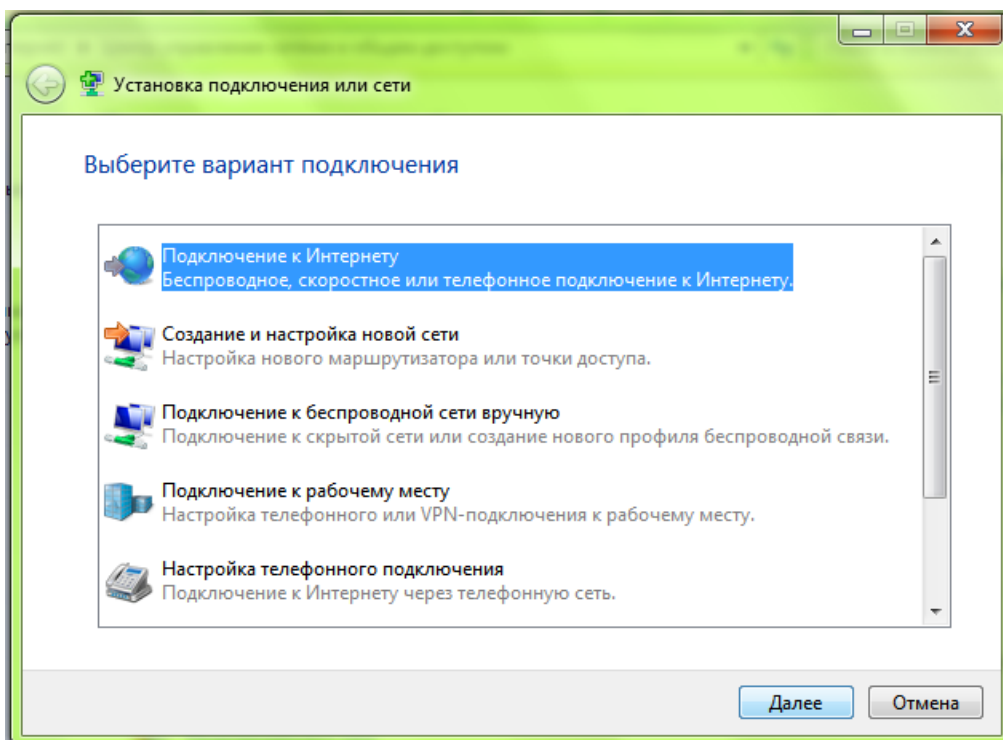 Установка подключения или сети
Выберите вариант подключения
Подключение к Интернету
Беспроводное, скоростное или телефонное подключение к Интернету.
Создание и настройка новой сети
Настройка нового маршрутизатора или точки доступа.
Подключение к беспроводной сети вручную
Подключение к скрытой сети или создание нового профиля беспроводной связи.
Подключение к рабочему месту
Настройка телефонного или VPN-подключения к рабочему месту.
Настройка телефонного подключения
Подключение к Интернету через телефонную сеть.
Далее
Отмена